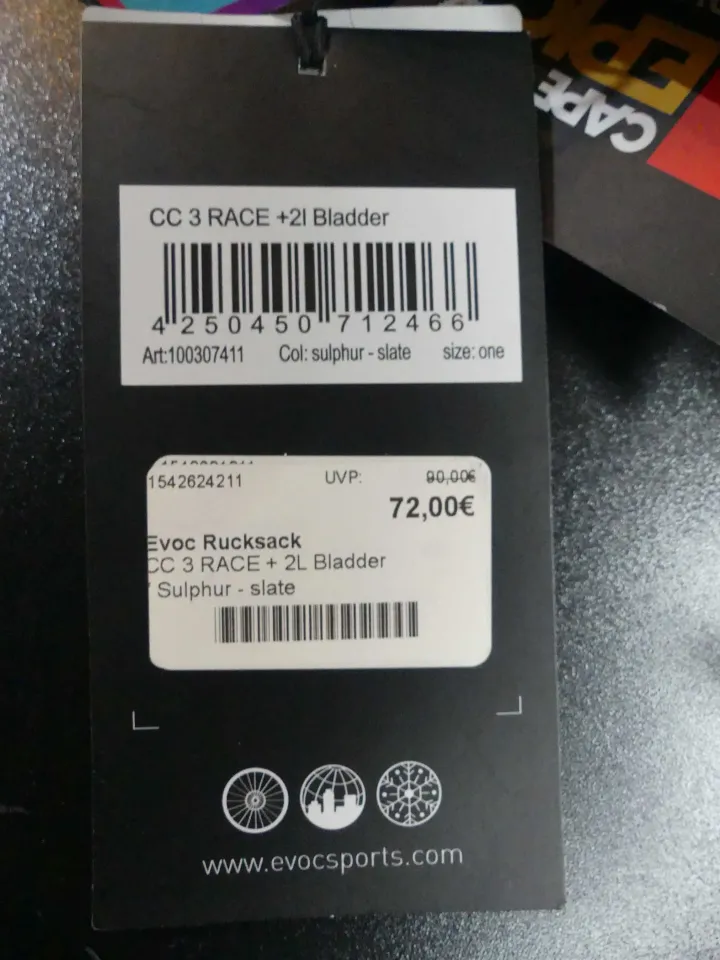 CAPE
EPIC
CC 3 RACE +2l Bladder
4 250450 712466
Art:100307411 Col: sulphur - slate size: one
1542624211 UVP: 90,00€
72,00€
Evoc Rucksack
CC 3 RACE + 2L Bladder
Sulphur - slate
www.evocsports.com